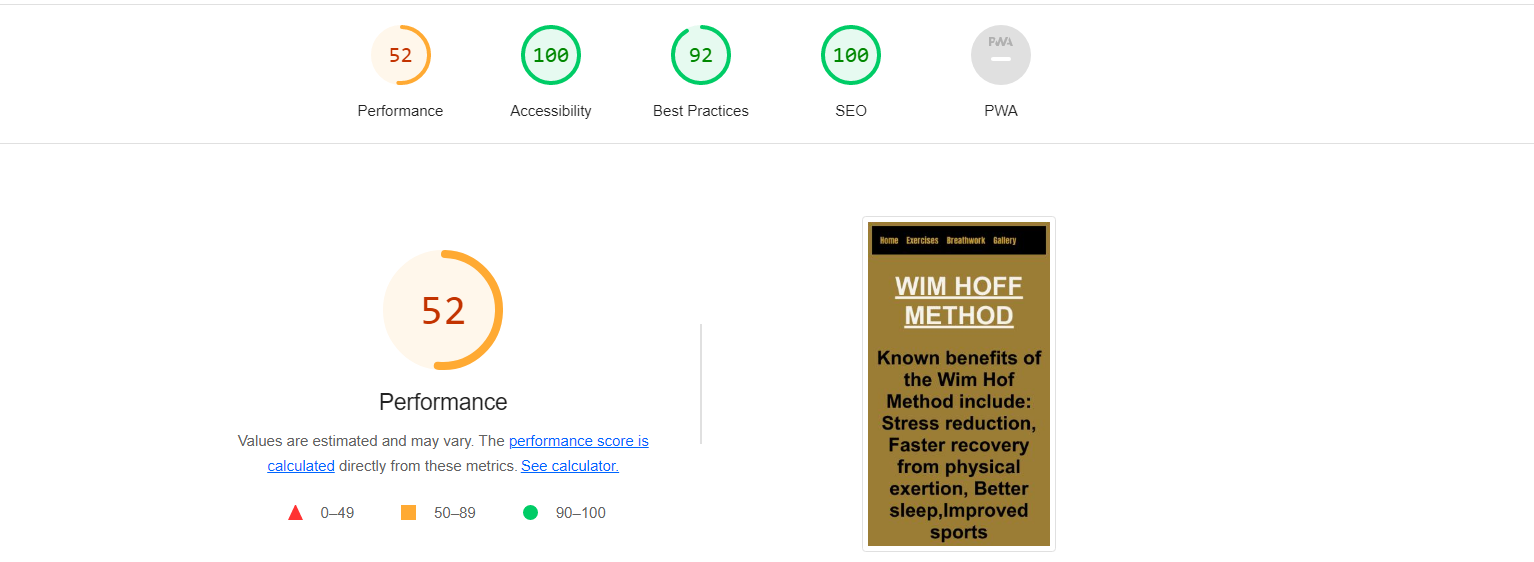 52 100 92 100 PWA
Performance Accessibility Best Practices SEO PWA
52
Performance
Values are estimated and may vary. The performance score is
calculated directly from these metrics. See calculator.
0–49 50–89 90–100
Home Exercises Breathwork Gallery
WIM HOFF
METHOD
Known benefits of
the Wim Hof
Method include:
Stress reduction,
Faster recovery
from physical
exertion, Better
sleep,Improved
sports